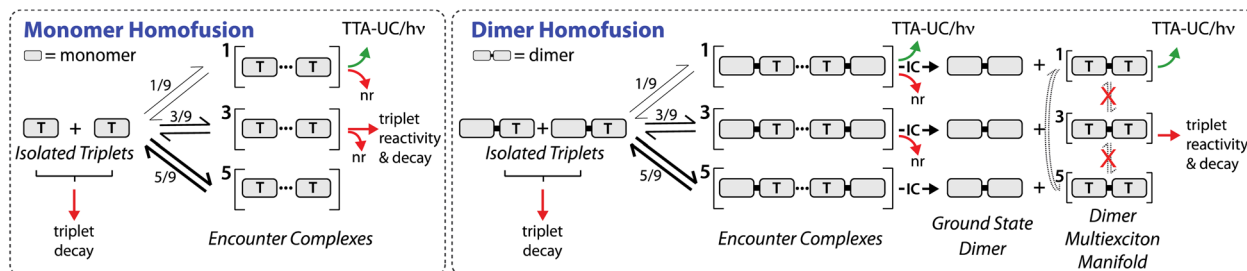 Monomer Homofusion
= monomer
T + T
Isolated Triplets
triplet
decay
1/9
3/9
5/9
1
T ... T
TTA-UC/hν
nr
3
T ... T
triplet
reactivity
& decay
nr
5
T ... T
Encounter Complexes
Dimer Homofusion
= dimer
T + T
Isolated Triplets
triplet
decay
1/9
3/9
5/9
1
T ... T
TTA-UC/hν
nr
-IC
+
1
T T
TTA-UC/hν
3
T ... T
nr
-IC
+
3
T T
triplet
reactivity
& decay
5
T ... T
-IC
+
5
T T
X
X
Encounter Complexes
Ground State
Dimer
Dimer
Multiexciton
Manifold